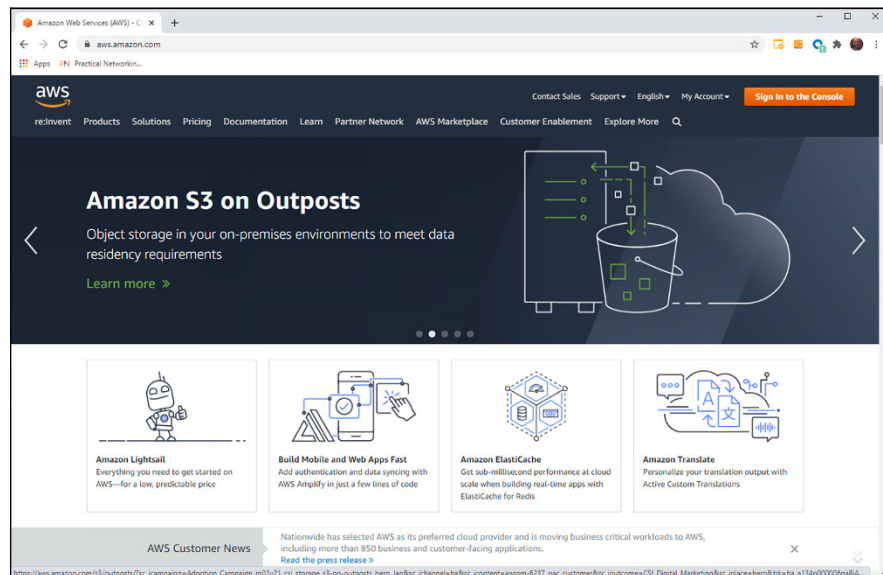 Amazon Web Services (AWS) - Cl
aws.amazon.com
Apps PN Practical Networkin...
aws
Contact Sales Support English My Account Sign In to the Console
re:Invent Products Solutions Pricing Documentation Learn Partner Network AWS Marketplace Customer Enablement Explore More
Amazon S3 on Outposts
Object storage in your on-premises environments to meet data
residency requirements
Learn more »
A 文
Amazon Lightsail
Everything you need to get started on
AWS—for a low, predictable price
Build Mobile and Web Apps Fast
Add authentication and data syncing with
AWS Amplify in just a few lines of code
Amazon ElastiCache
Get sub-millisecond performance at cloud
scale when building real-time apps with
ElastiCache for Redis
Amazon Translate
Personalize your translation output with
Active Custom Translations
AWS Customer News
Nationwide has selected AWS as its preferred cloud provider and is moving business critical workloads to AWS,
including more than 850 business and customer-facing applications.
Read the press release »